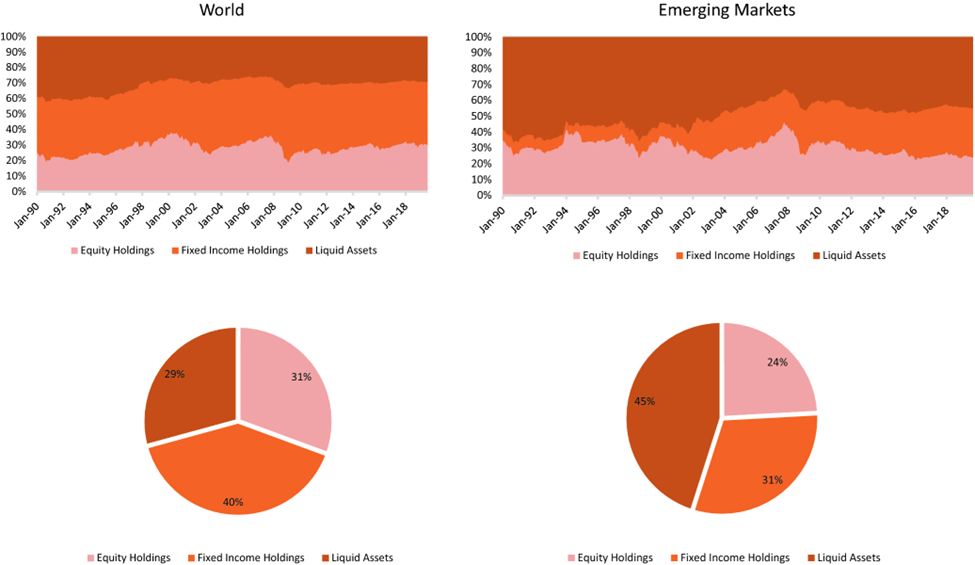 World
Emerging Markets
100%
90%
80%
70%
60%
50%
40%
30%
20%
10%
0%
Jan-90
Jan-92
Jan-94
Jan-96
Jan-98
Jan-00
Jan-02
Jan-04
Jan-06
Jan-08
Jan-10
Jan-12
Jan-14
Jan-16
Jan-18
Equity Holdings Fixed Income Holdings Liquid Assets
100%
90%
80%
70%
60%
50%
40%
30%
20%
10%
0%
Jan-90
Jan-92
Jan-94
Jan-96
Jan-98
Jan-00
Jan-02
Jan-04
Jan-06
Jan-08
Jan-10
Jan-12
Jan-14
Jan-16
Jan-18
Equity Holdings Fixed Income Holdings Liquid Assets
29%
31%
40%
Equity Holdings Fixed Income Holdings Liquid Assets
24%
45%
31%
Equity Holdings Fixed Income Holdings Liquid Assets